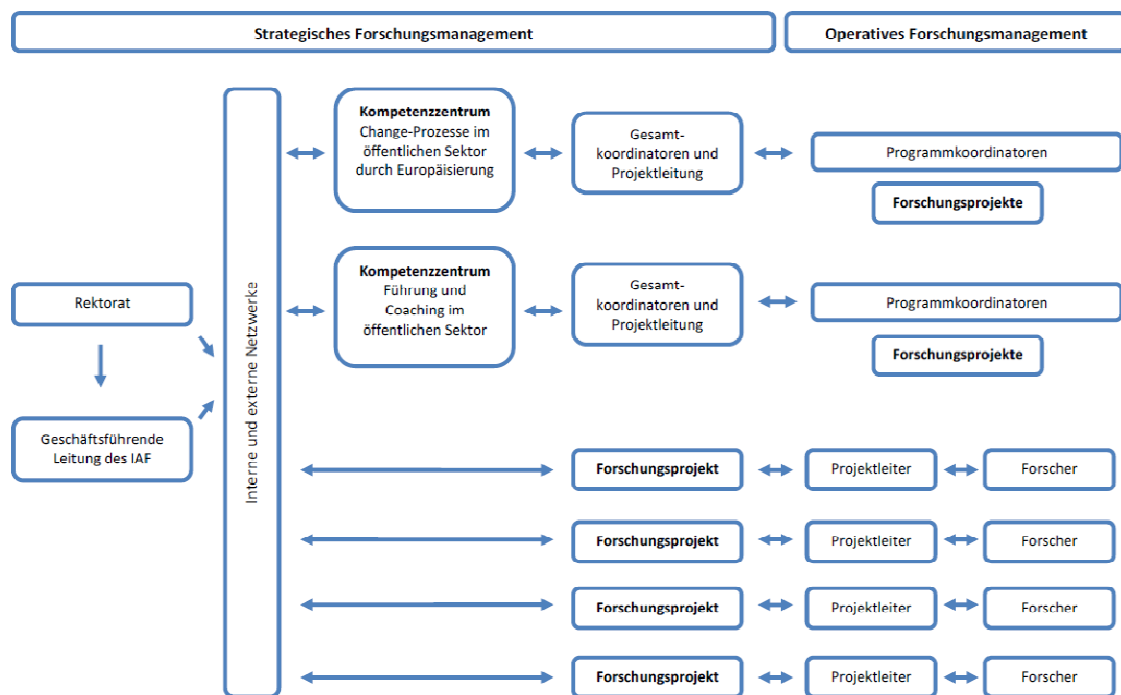 Strategisches Forschungsmanagement
Operatives Forschungsmanagement
Rektorat
Geschäftsführende
Leitung des IAF
Interne und externe Netzwerke
Kompetenzzentrum
Change-Prozesse im
öffentlichen Sektor
durch Europäisierung
Gesamt-
koordinatoren und
Projektleitung
Programmkoordinatoren
Forschungsprojekte
Kompetenzzentrum
Führung und
Coaching im
öffentlichen Sektor
Gesamt-
koordinatoren und
Projektleitung
Programmkoordinatoren
Forschungsprojekte
Forschungsprojekt
Projektleiter
Forscher
Forschungsprojekt
Projektleiter
Forscher
Forschungsprojekt
Projektleiter
Forscher
Forschungsprojekt
Projektleiter
Forscher